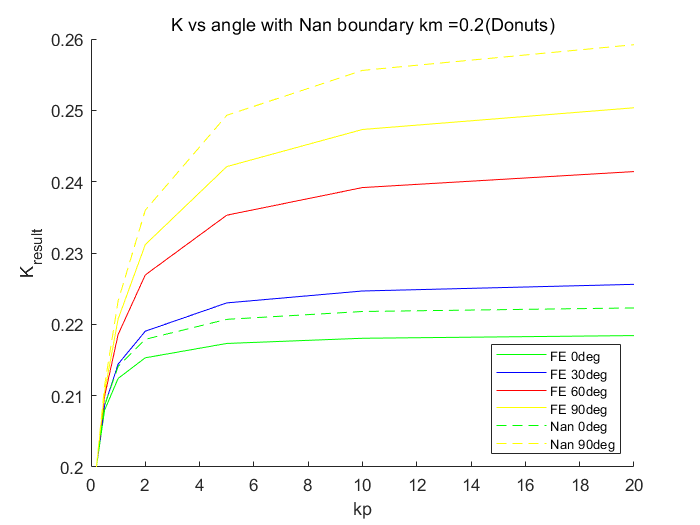 K vs angle with Nan boundary km =0.2(Donuts)
0.26
0.25
0.24
0.23
0.22
0.21
0.2
K_result
0 2 4 6 8 10 12 14 16 18 20
kp
FE 0deg
FE 30deg
FE 60deg
FE 90deg
Nan 0deg
Nan 90deg